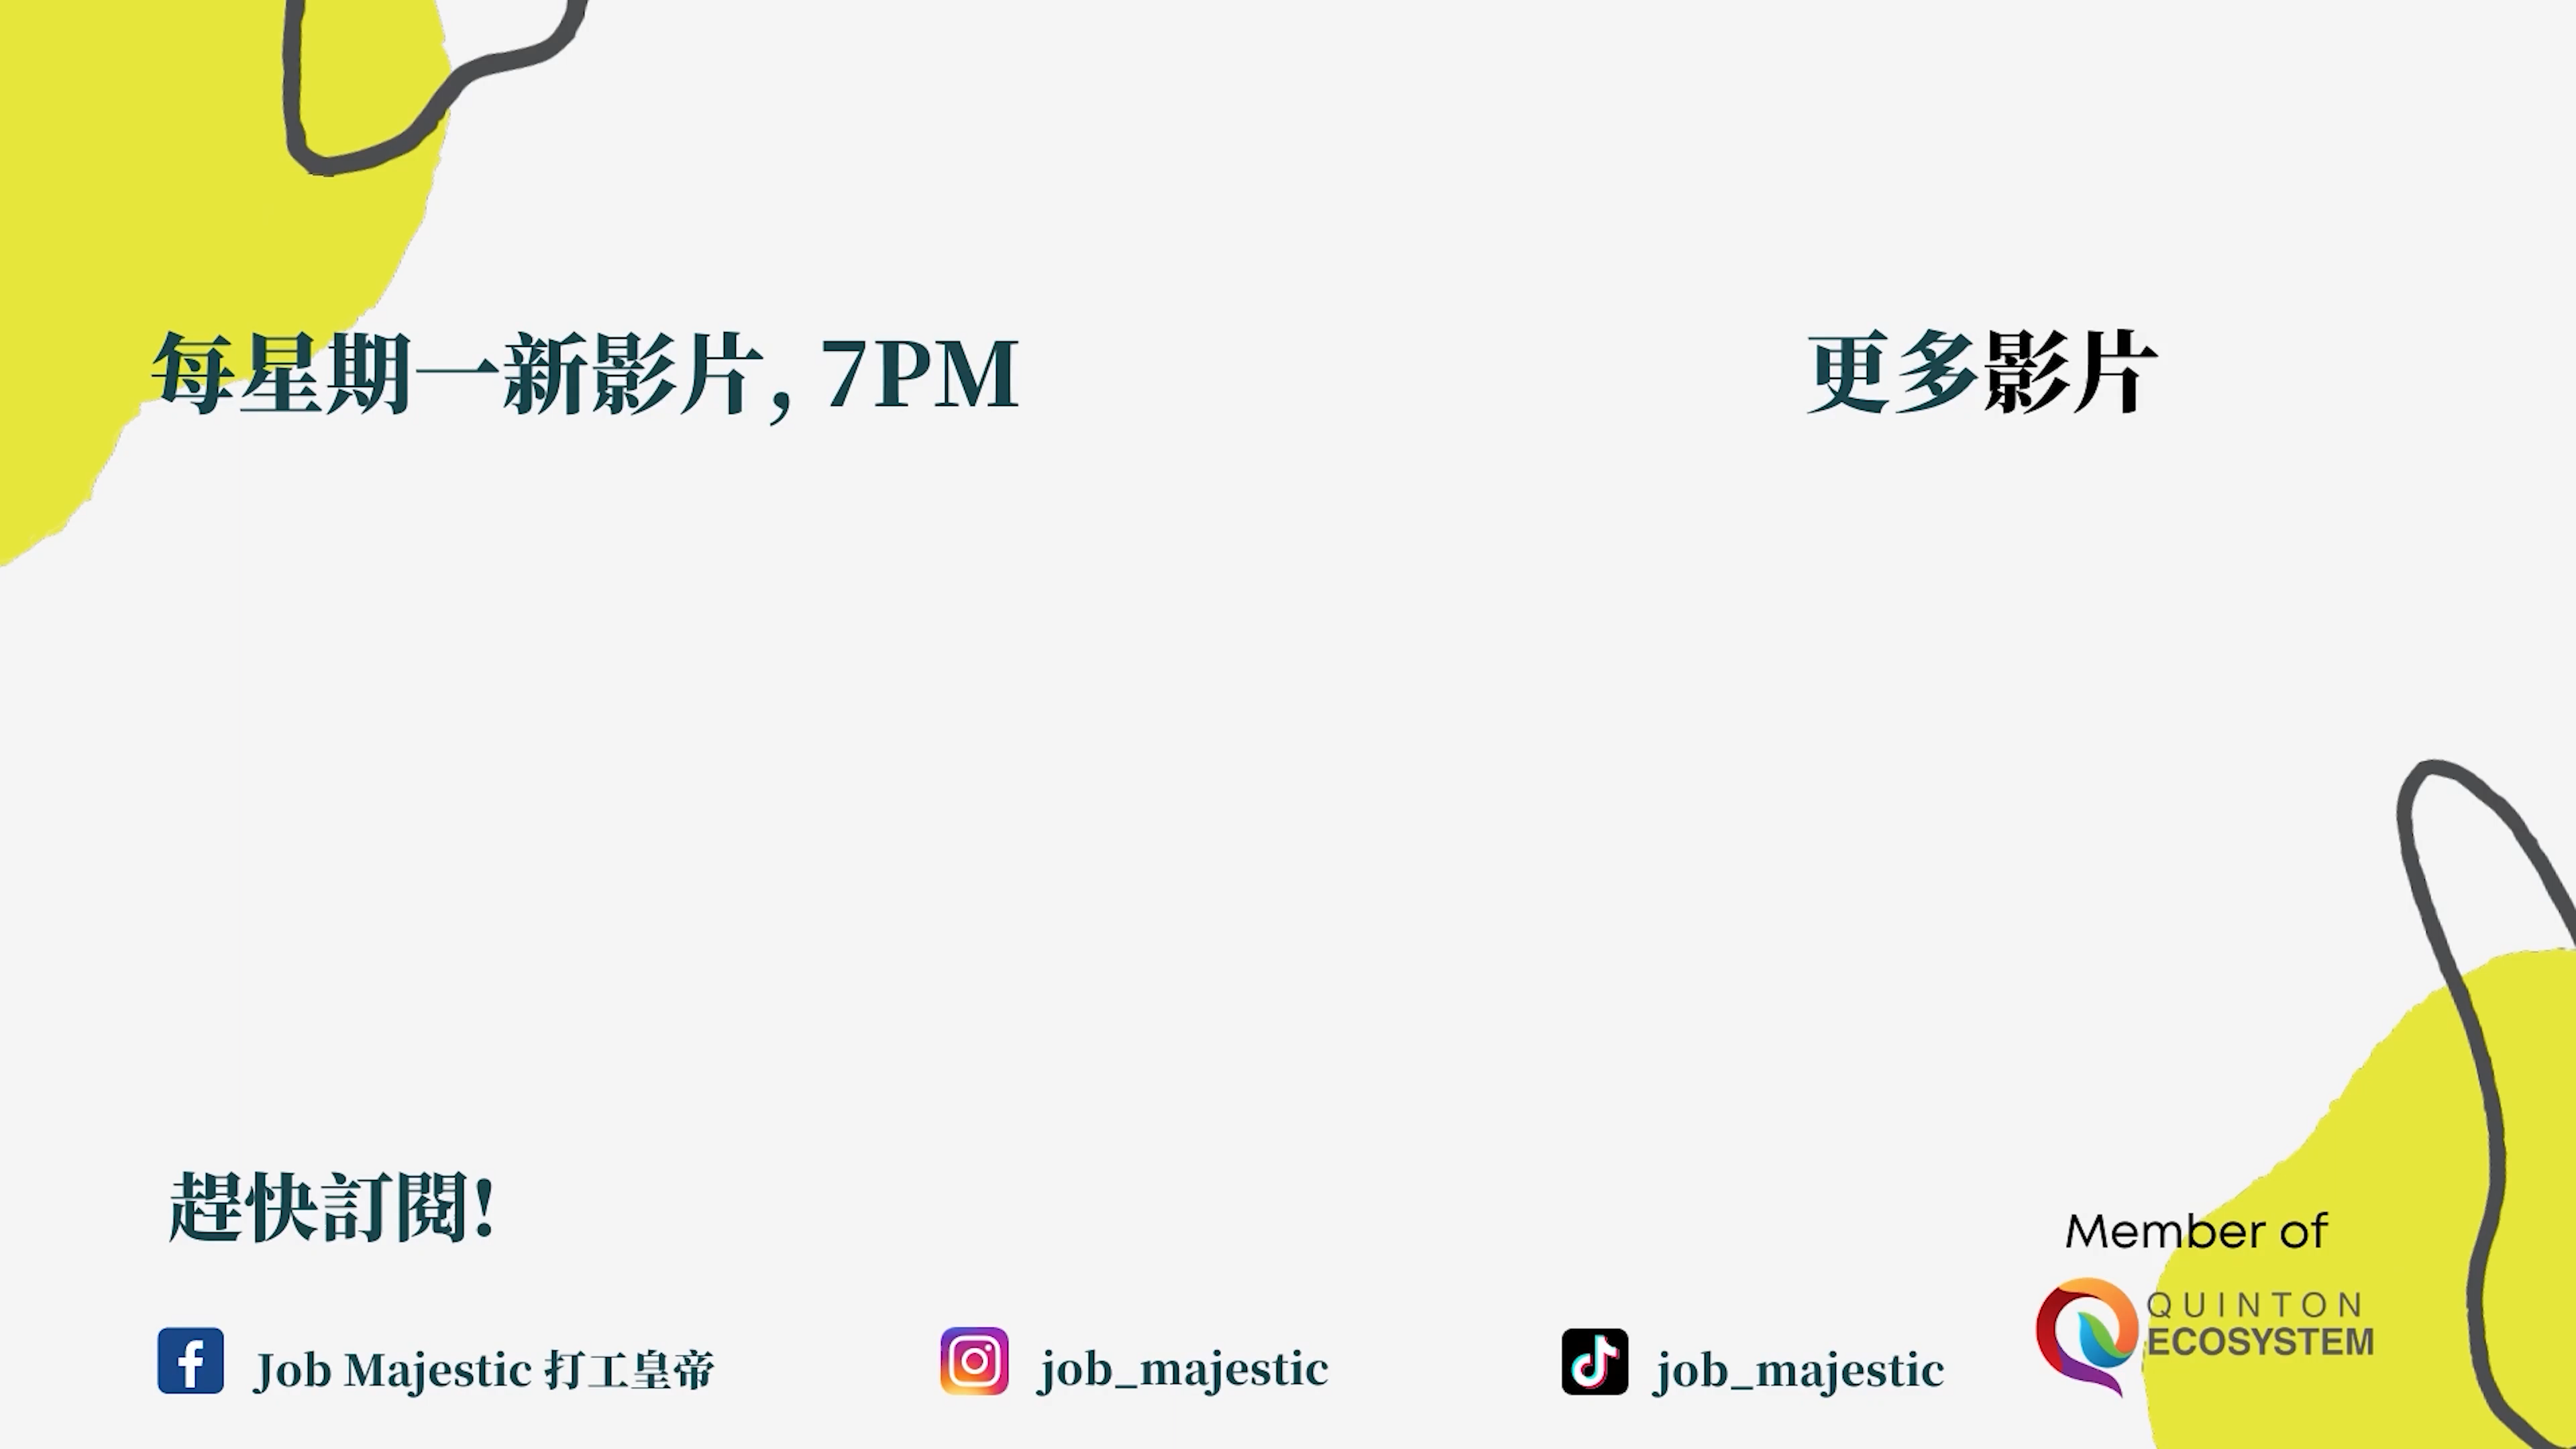 每星期一新影片, 7PM
更多影片
趕快訂閱!
Job Majestic 打工皇帝
job_majestic
job_majestic
Member of
QUINTON
ECOSYSTEM